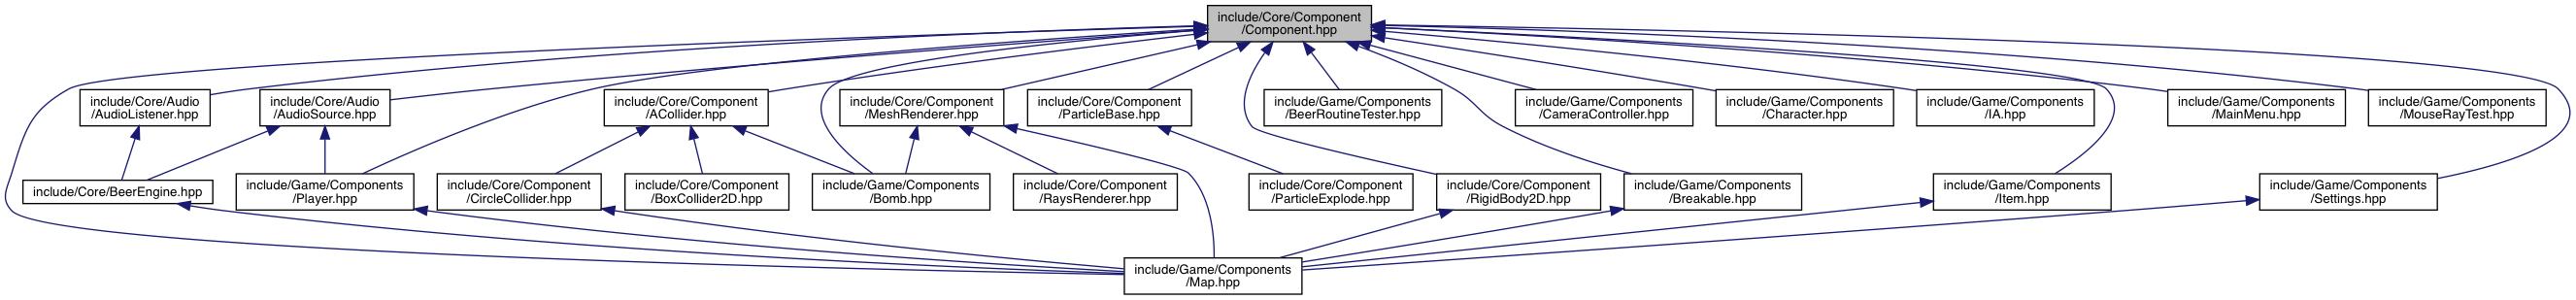 include/Core/Component
/Component.hpp
include/Core/Audio
/AudioListener.hpp
include/Core/Audio
/AudioSource.hpp
include/Core/Component
/ACollider.hpp
include/Core/Component
/MeshRenderer.hpp
include/Core/Component
/ParticleBase.hpp
include/Game/Components
/BeerRoutineTester.hpp
include/Game/Components
/CameraController.hpp
include/Game/Components
/Character.hpp
include/Game/Components
/IA.hpp
include/Game/Components
/MainMenu.hpp
include/Game/Components
/MouseRayTest.hpp
include/Core/BeerEngine.hpp
include/Game/Components
/Player.hpp
include/Core/Component
/CircleCollider.hpp
include/Core/Component
/BoxCollider2D.hpp
include/Game/Components
/Bomb.hpp
include/Core/Component
/RaysRenderer.hpp
include/Core/Component
/ParticleExplode.hpp
include/Core/Component
/RigidBody2D.hpp
include/Game/Components
/Breakable.hpp
include/Game/Components
/Item.hpp
include/Game/Components
/Settings.hpp
include/Game/Components
/Map.hpp